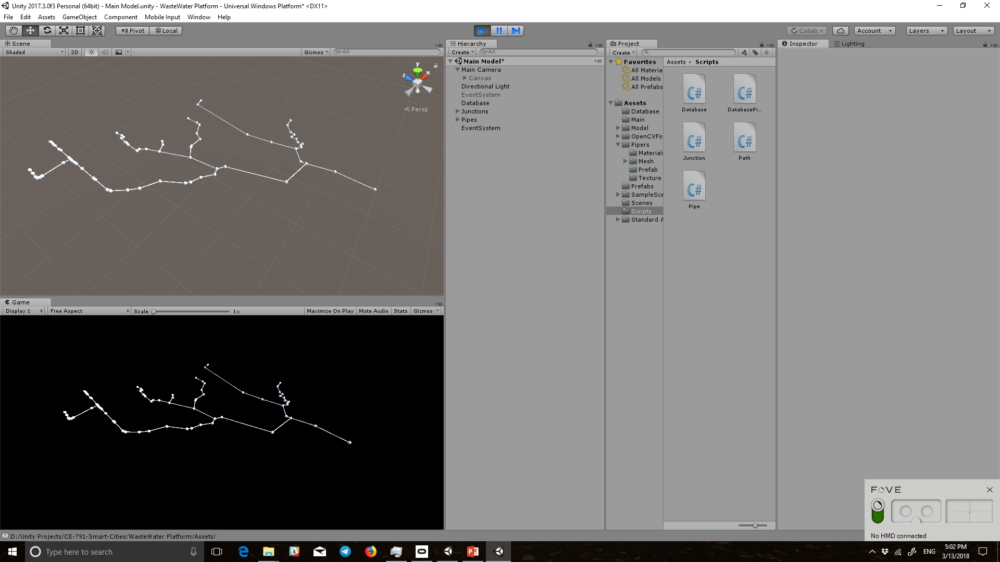 Unity 2017.3.0f3 Personal (64bit) - Main Model.unity - WasteWater Platform - Universal Windows Platform* <DX11>
File Edit Assets GameObject Component Mobile Input Window Help
Pivot Local
Collab Account Layers Layout
Scene
Shaded 2D Gizmos All
y
x
z
Persp
Game
Display 1 Free Aspect Scale 1x Maximize On Play Mute Audio Stats Gizmos
Hierarchy
Create All
Main Model*
Main Camera
Canvas
Directional Light
EventSystem
Database
Junctions
Pipes
EventSystem
Project
Create
Favorites
All Materia
All Models
All Prefabs
Assets
Database
Main
Model
OpenCVFo
Pipers
Materials
Mesh
Prefab
Texture
Prefabs
SampleSce
Scenes
Scripts
Standard A
Assets Scripts
C# C#
Database DatabasePi...
C# C#
Junction Path
C#
Pipe
Inspector Lighting
FOVE
No HMD connected
D:/Unity Projects/CE-791-Smart-Cities/WasteWater Platform/Assets/
Type here to search
ENG
5:02 PM
3/13/2018